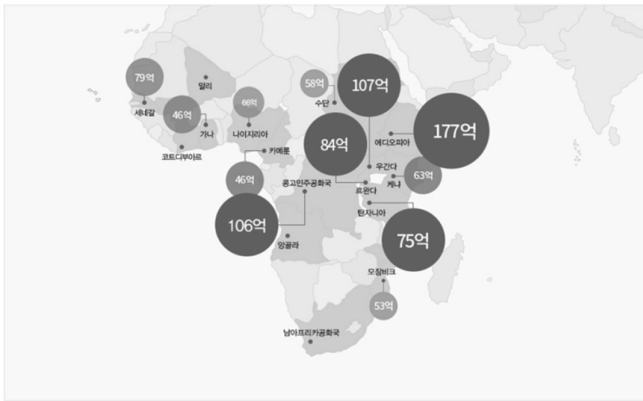 79억
말리
세네갈
46억
가나
코트디부아르
66억
나이지리아
58억
수단
107억
177억
에디오피아
84억
카메룬
우간다
46억
콩고민주공화국
르완다
케냐
63억
탄자니아
106억
앙골라
75억
모잠비크
53억
남아프리카공화국